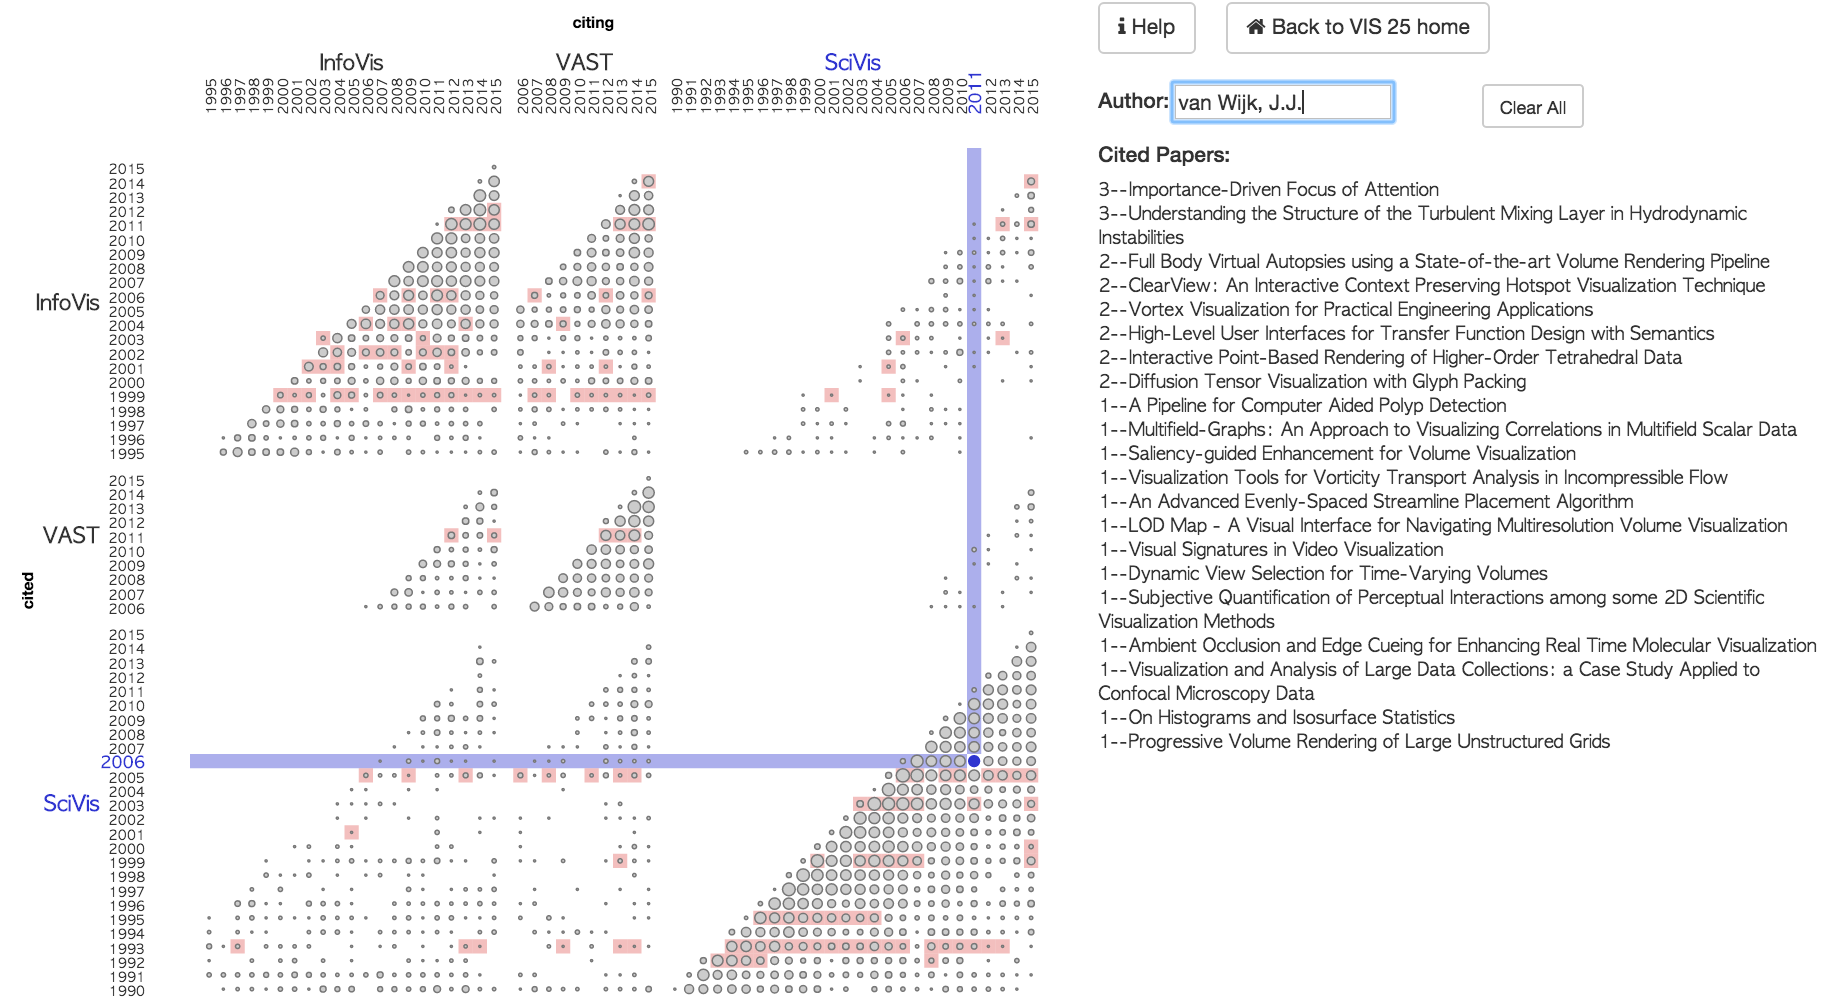 citing
InfoVis VAST SciVis
1995 1996 1997 1998 1999 2000 2001 2002 2003 2004 2005 2006 2007 2008 2009 2010 2011 2012 2013 2014 2015 2006 2007 2008 2009 2010 2011 2012 2013 2014 2015 1990 1991 1992 1993 1994 1995 1996 1997 1998 1999 2000 2001 2002 2003 2004 2005 2006 2007 2008 2009 2010 2011 2012 2013 2014 2015
cited
InfoVis
2015
2014
2013
2012
2011
2010
2009
2008
2007
2006
2005
2004
2003
2002
2001
2000
1999
1998
1997
1996
1995
VAST
2015
2014
2013
2012
2011
2010
2009
2008
2007
2006
SciVis
2015
2014
2013
2012
2011
2010
2009
2008
2007
2006
2005
2004
2003
2002
2001
2000
1999
1998
1997
1996
1995
1994
1993
1992
1991
1990
Help
Back to VIS 25 home
Author: van Wijk, J.J.
Clear All
Cited Papers:
3--Importance-Driven Focus of Attention
3--Understanding the Structure of the Turbulent Mixing Layer in Hydrodynamic
Instabilities
2--Full Body Virtual Autopsies using a State-of-the-art Volume Rendering Pipeline
2--ClearView: An Interactive Context Preserving Hotspot Visualization Technique
2--Vortex Visualization for Practical Engineering Applications
2--High-Level User Interfaces for Transfer Function Design with Semantics
2--Interactive Point-Based Rendering of Higher-Order Tetrahedral Data
2--Diffusion Tensor Visualization with Glyph Packing
1--A Pipeline for Computer Aided Polyp Detection
1--Multifield-Graphs: An Approach to Visualizing Correlations in Multifield Scalar Data
1--Saliency-guided Enhancement for Volume Visualization
1--Visualization Tools for Vorticity Transport Analysis in Incompressible Flow
1--An Advanced Evenly-Spaced Streamline Placement Algorithm
1--LOD Map - A Visual Interface for Navigating Multiresolution Volume Visualization
1--Visual Signatures in Video Visualization
1--Dynamic View Selection for Time-Varying Volumes
1--Subjective Quantification of Perceptual Interactions among some 2D Scientific
Visualization Methods
1--Ambient Occlusion and Edge Cueing for Enhancing Real Time Molecular Visualization
1--Visualization and Analysis of Large Data Collections: a Case Study Applied to
Confocal Microscopy Data
1--On Histograms and Isosurface Statistics
1--Progressive Volume Rendering of Large Unstructured Grids